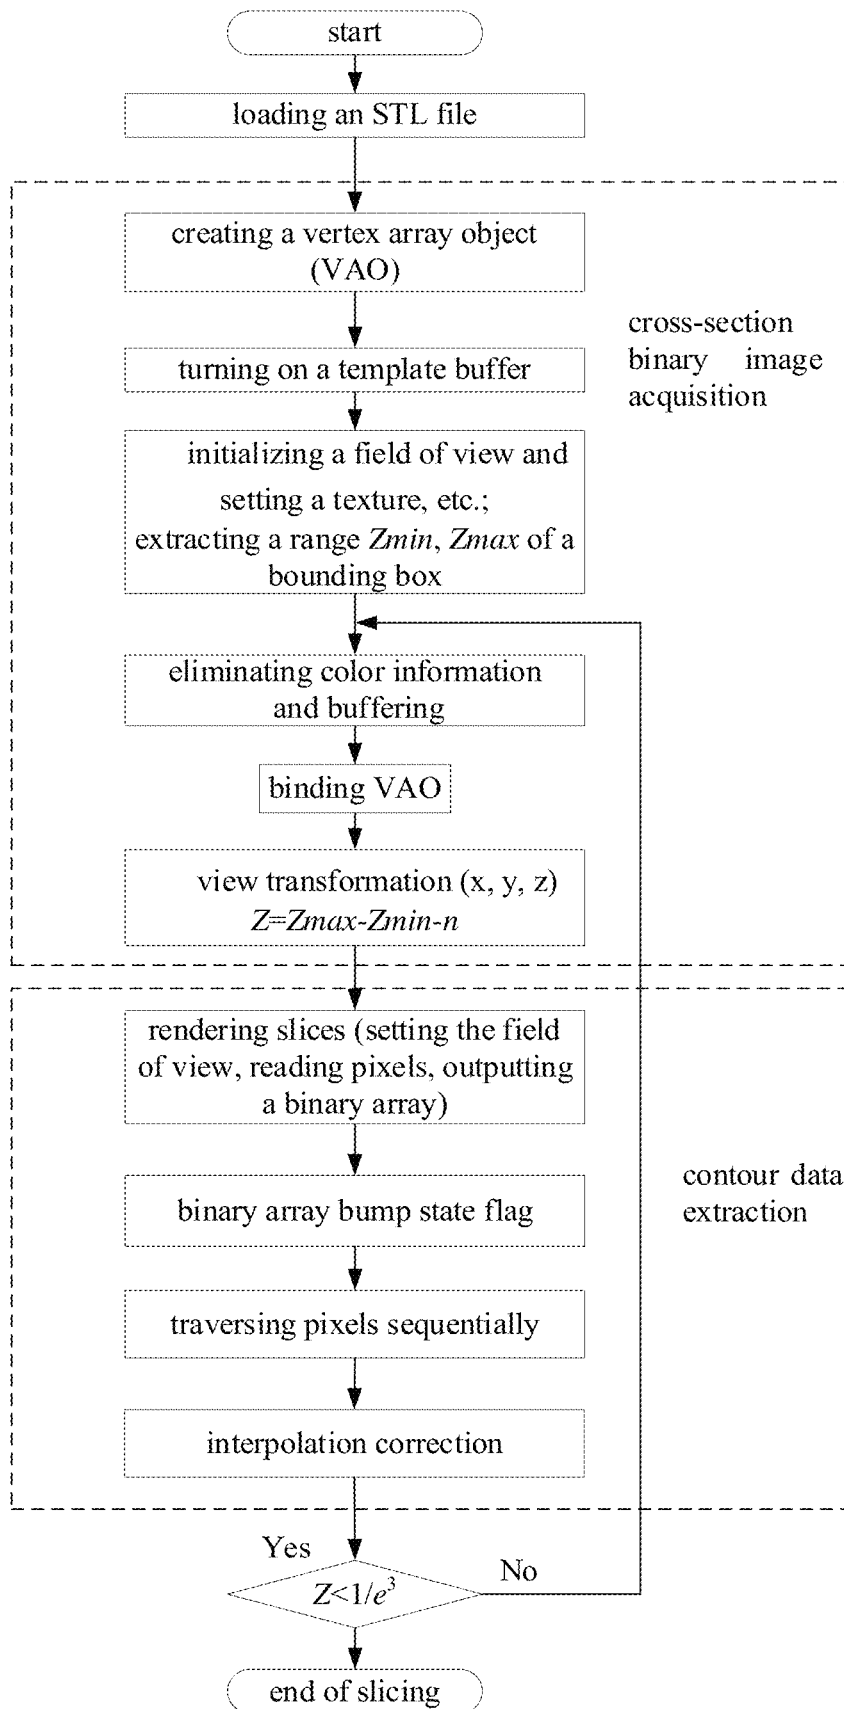 start
loading an STL file
creating a vertex array object
(VAO)
cross-section
binary image
acquisition
turning on a template buffer
initializing a field of view and
setting a texture, etc.;
extracting a range Zmin, Zmax of a
bounding box
eliminating color information
and buffering
binding VAO
view transformation (x, y, z)
Z=Zmax-Zmin-n
rendering slices (setting the field
of view, reading pixels, outputting
a binary array)
contour data
extraction
binary array bump state flag
traversing pixels sequentially
interpolation correction
Yes
No
Z<1/e³
end of slicing